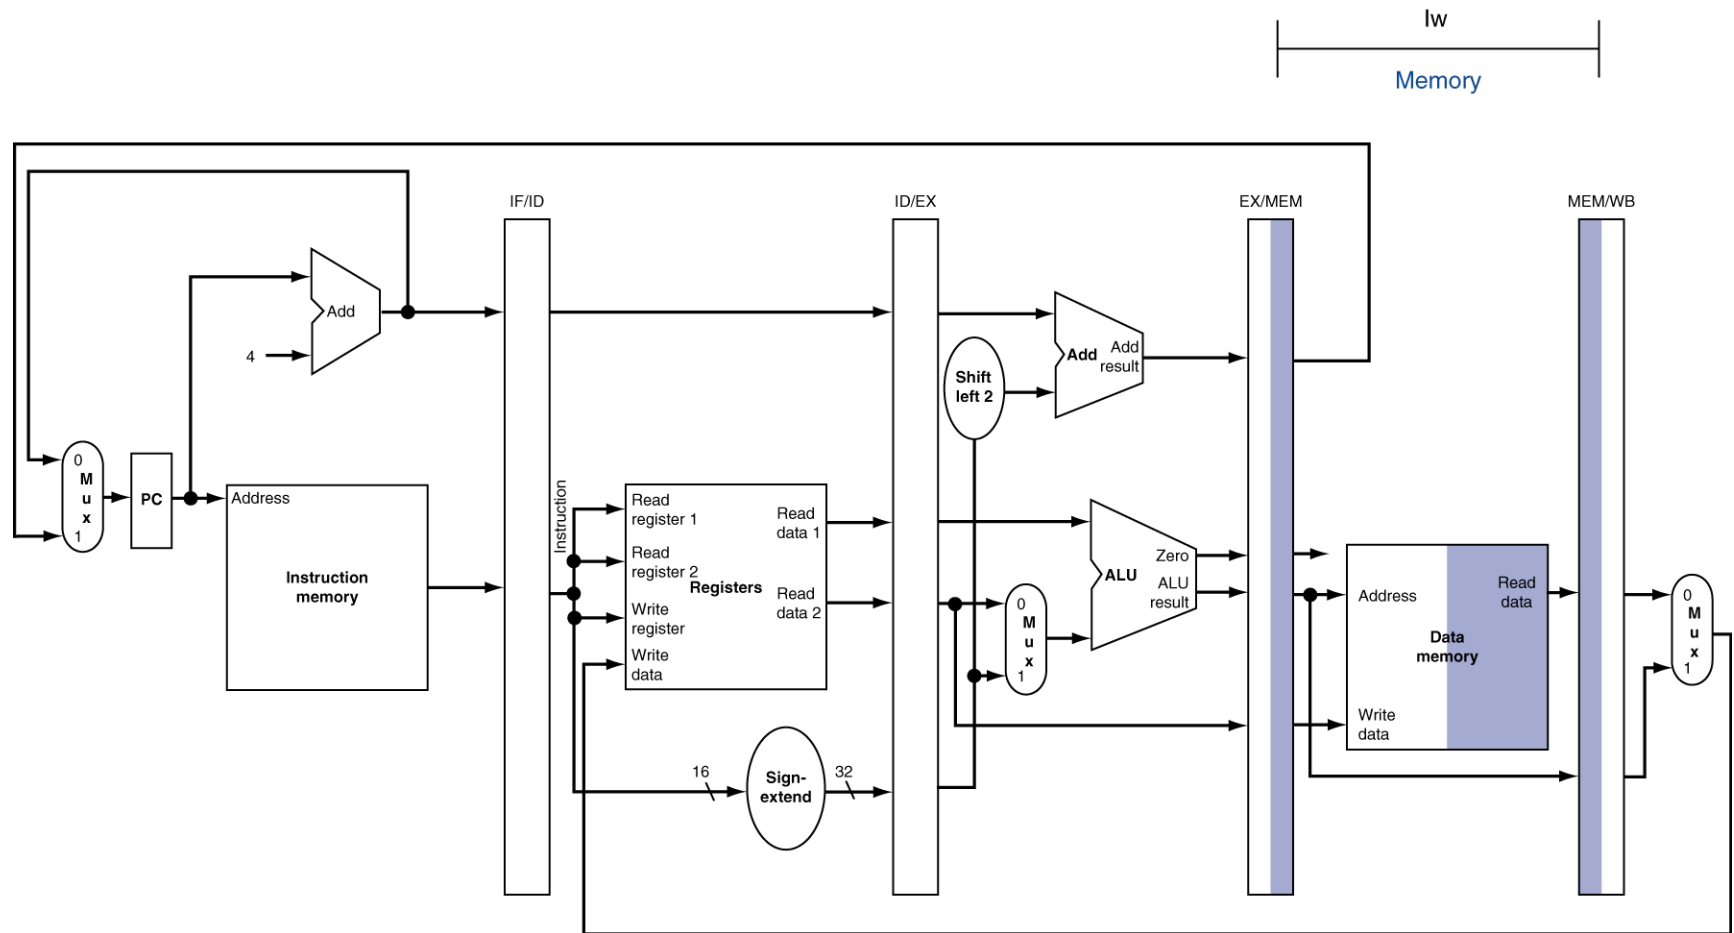 lw
Memory
IF/ID
ID/EX
EX/MEM
MEM/WB
Add
4
Shift
left 2
Add
Add
result
0
M
u
x
1
PC
Address
Instruction
memory
Instruction
Read
register 1
Read
register 2
Write
register
Write
data
Registers
Read
data 1
Read
data 2
16
Sign-
extend
32
0
M
u
x
1
ALU
Zero
ALU
result
Address
Read
data
Data
memory
Write
data
0
M
u
x
1